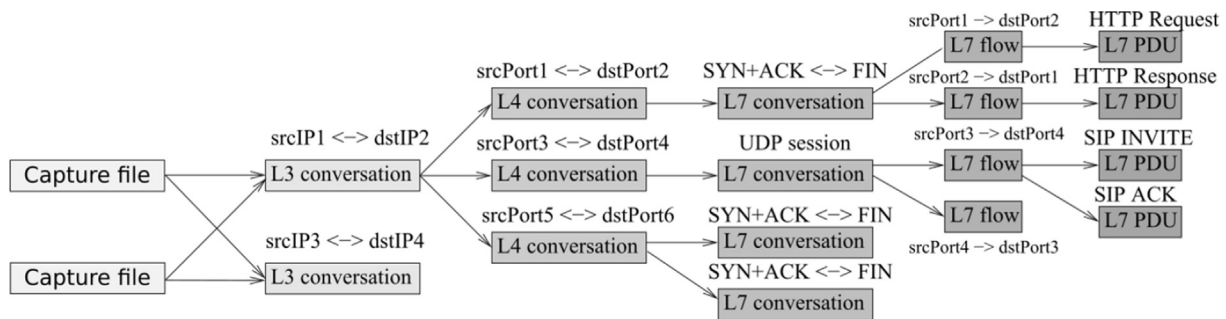 srcPort1 −> dstPort2
HTTP Request
L7 flow
L7 PDU
srcPort1 <−> dstPort2
SYN+ACK <−> FIN
srcPort2 −> dstPort1
HTTP Response
L4 conversation
L7 conversation
L7 flow
L7 PDU
srcIP1 <−> dstIP2
srcPort3 <−> dstPort4
UDP session
srcPort3 −> dstPort4
SIP INVITE
Capture file
L3 conversation
L4 conversation
L7 conversation
L7 flow
L7 PDU
SIP ACK
srcPort5 <−> dstPort6
SYN+ACK <−> FIN
L7 flow
L7 PDU
srcIP3 <−> dstIP4
L4 conversation
L7 conversation
srcPort4 −> dstPort3
Capture file
L3 conversation
SYN+ACK <−> FIN
L7 conversation